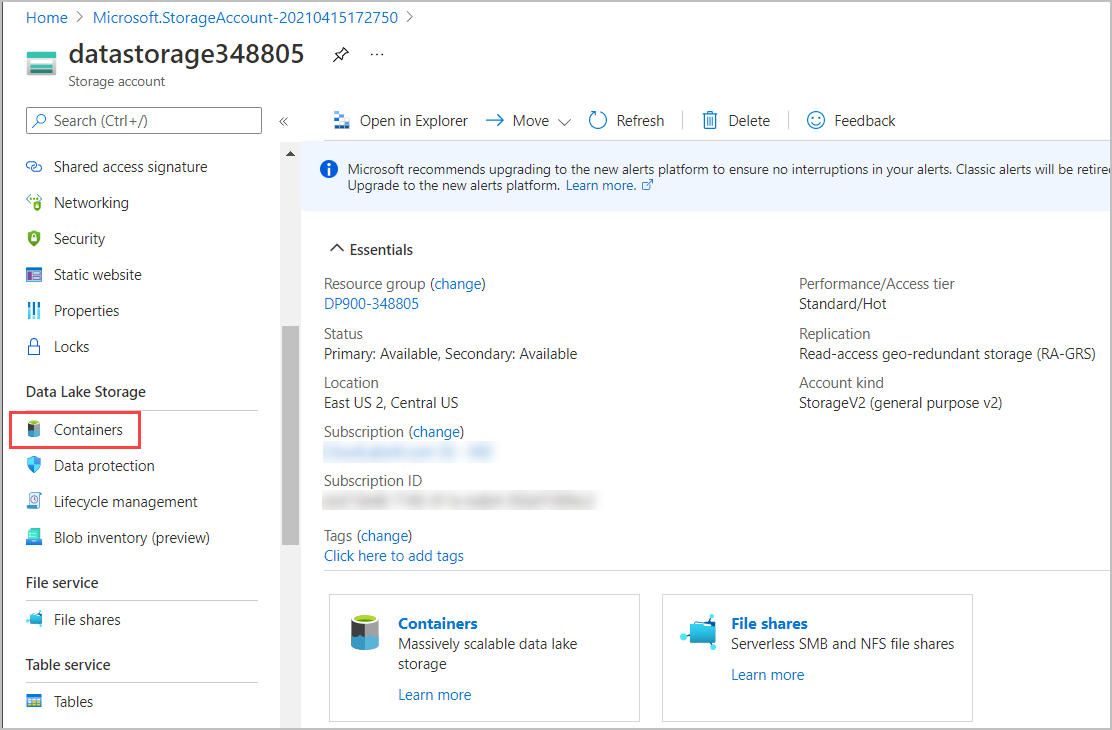 Home > Microsoft.StorageAccount-20210415172750 >
datastorage348805 ...
Storage account
Search (Ctrl+/)
«
Open in Explorer
Move
Refresh
Delete
Feedback
Shared access signature
Networking
Security
Static website
Properties
Locks
Data Lake Storage
Containers
Data protection
Lifecycle management
Blob inventory (preview)
File service
File shares
Table service
Tables
Microsoft recommends upgrading to the new alerts platform to ensure no interruptions in your alerts. Classic alerts will be retire
Upgrade to the new alerts platform. Learn more.
Essentials
Resource group (change)
DP900-348805
Status
Primary: Available, Secondary: Available
Location
East US 2, Central US
Subscription (change)
Subscription ID
Tags (change)
Click here to add tags
Performance/Access tier
Standard/Hot
Replication
Read-access geo-redundant storage (RA-GRS)
Account kind
StorageV2 (general purpose v2)
Containers
Massively scalable data lake
storage
Learn more
File shares
Serverless SMB and NFS file shares
Learn more